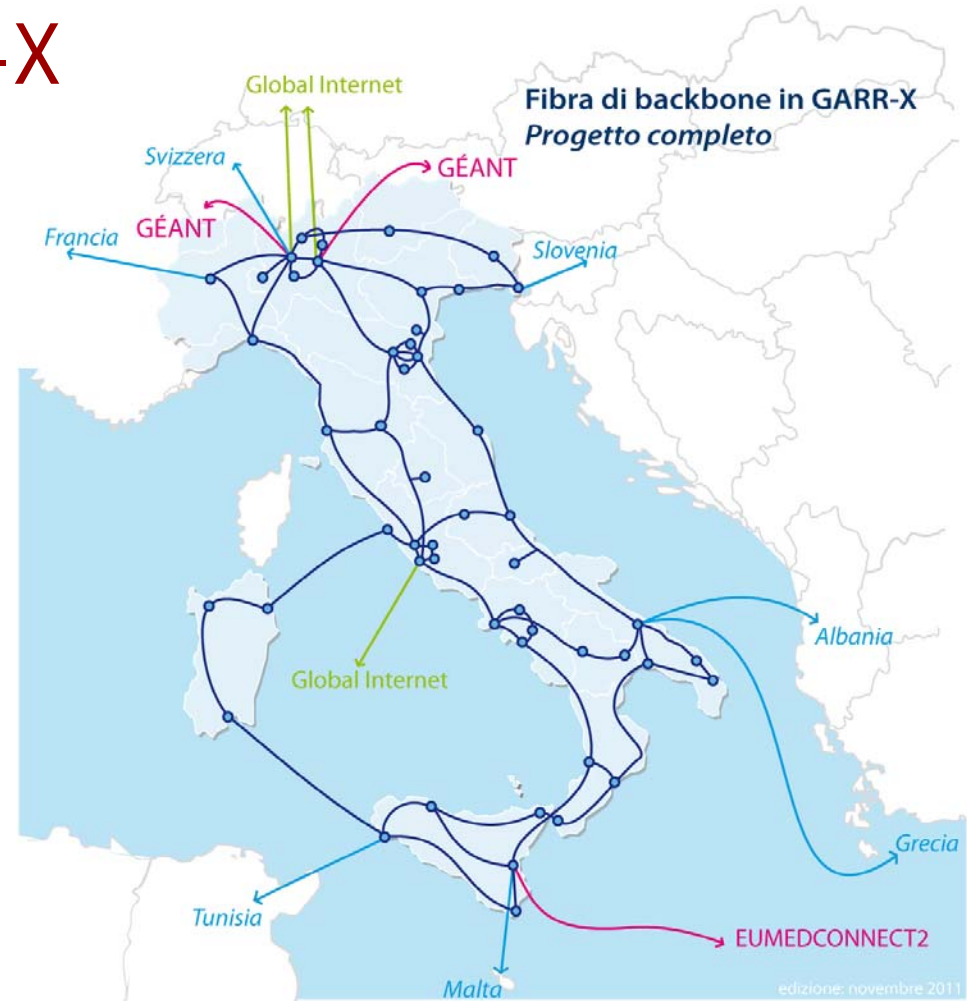 -X
Global Internet
Fibra di backbone in GARR-X
Progetto completo
Svizzera
GÉANT
GÉANT
Francia
Slovenia
Global Internet
Albania
Grecia
Tunisia
EUMEDCONNECT2
Malta
edizione: novembre 2011